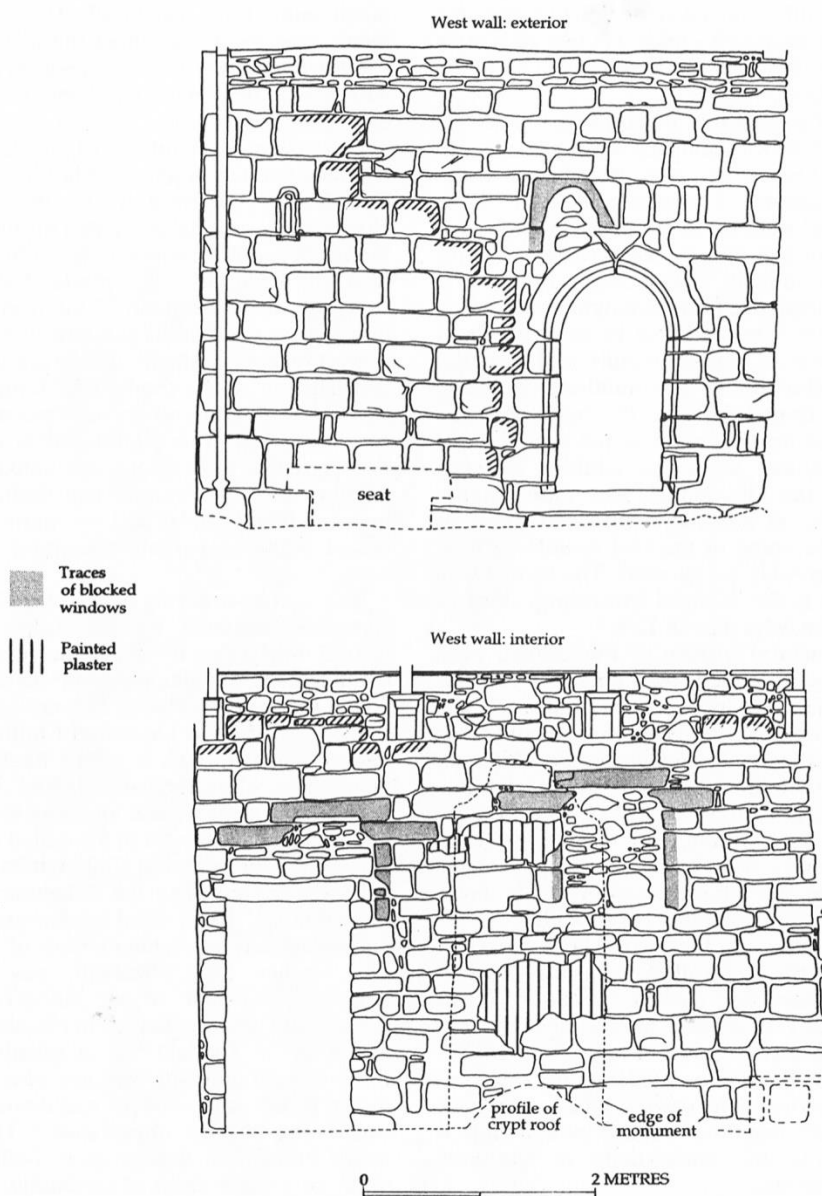 West wall: exterior
seat
Traces
of blocked
windows
Painted
plaster
West wall: interior
profile of
crypt roof
edge of
monument
0
2 METRES